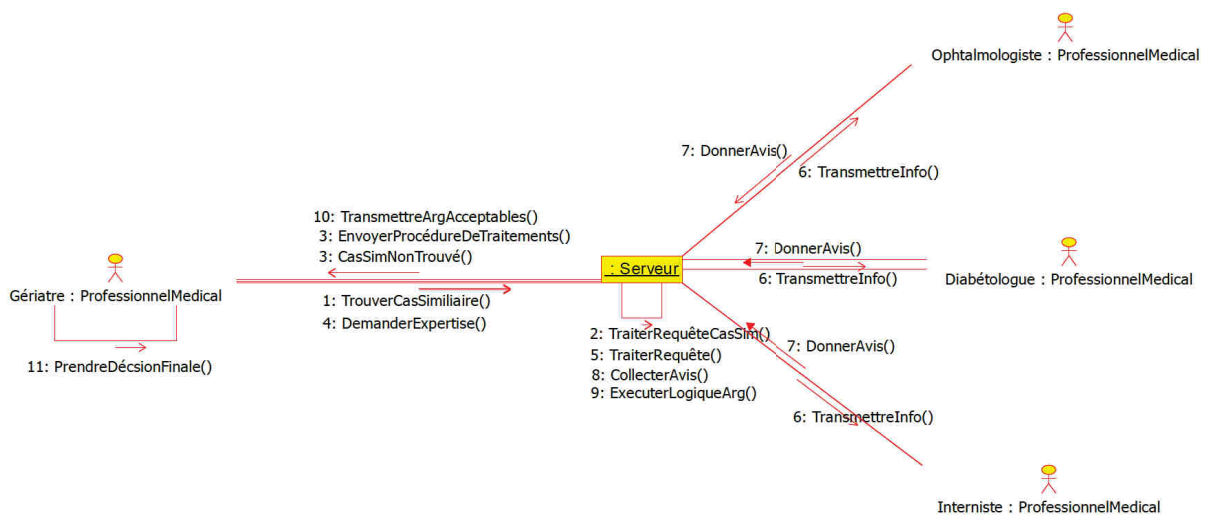 Ophtalmologiste : ProfessionnelMedical
7: DonnerAvis()
6: TransmettreInfo()
10: TransmettreArgAcceptables()
3: EnvoyerProcédureDeTraitements()
3: CasSimNonTrouvé()
Gériatre : ProfessionnelMedical
1: TrouverCasSimiliaire()
4: DemanderExpertise()
11: PrendreDécsionFinale()
: Serveur
7: DonnerAvis()
6: TransmettreInfo()
Diabétologue : ProfessionnelMedical
2: TraiterRequêteCasSim()
5: TraiterRequête()
8: CollecterAvis()
9: ExecuterLogiqueArg()
7: DonnerAvis()
6: TransmettreInfo()
Interniste : ProfessionnelMedical